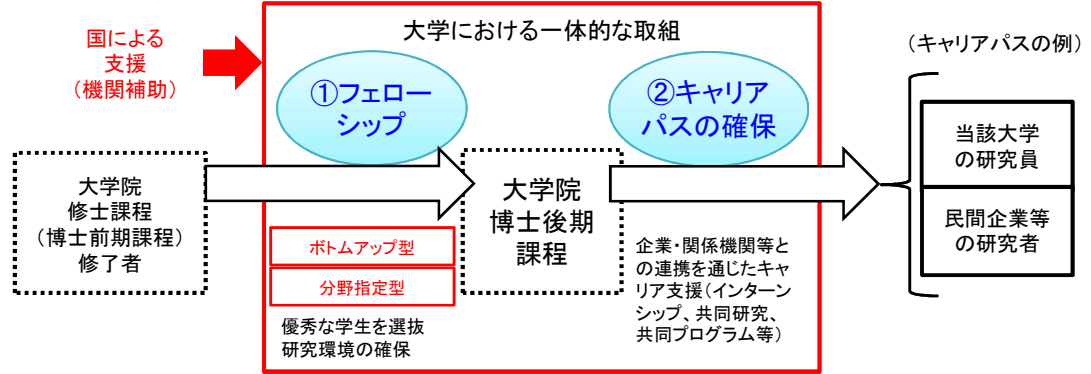 国による
支援
（機関補助）
大学における一体的な取組
①フェロー
シップ
②キャリア
パスの確保
（キャリアパスの例）
大学院
修士課程
（博士前期課程）
修了者
ボトムアップ型
分野指定型
優秀な学生を選抜
研究環境の確保
大学院
博士後期
課程
企業・関係機関等と
の連携を通じたキャ
リア支援（インターン
シップ、共同研究、
共同プログラム等）
当該大学
の研究員
民間企業等
の研究者